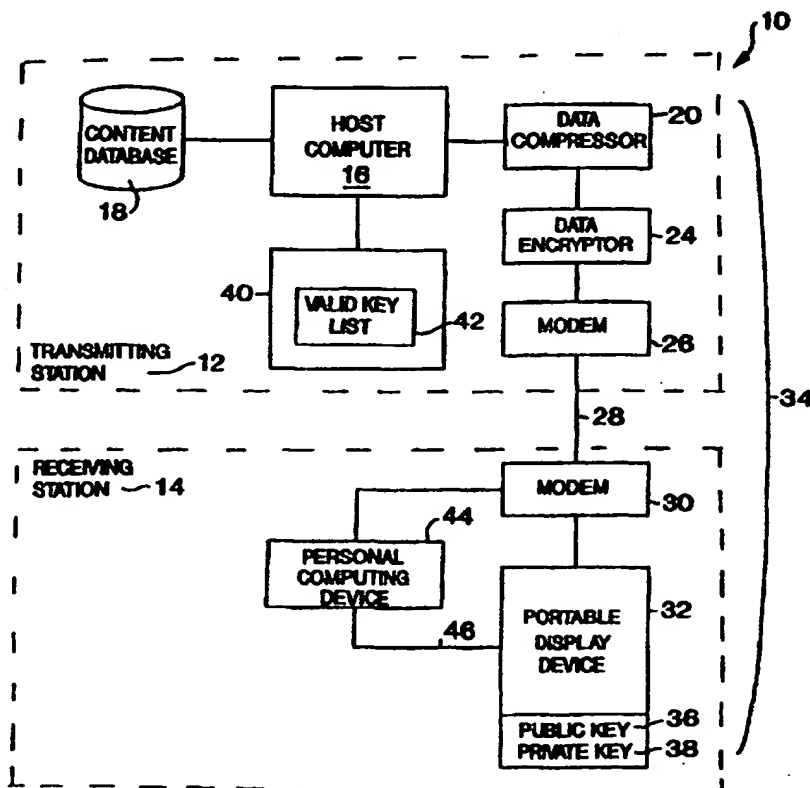 10
CONTENT
DATABASE
18
HOST
COMPUTER
16
DATA
COMPRESSOR
20
DATA
ENCRYPTOR
24
40
VALID KEY
LIST
42
MODEM
26
TRANSMITTING
STATION 12
34
28
RECEIVING
STATION 14
MODEM
30
44
PERSONAL
COMPUTING
DEVICE
46
PORTABLE
DISPLAY
DEVICE
32
PUBLIC KEY 36
PRIVATE KEY 38